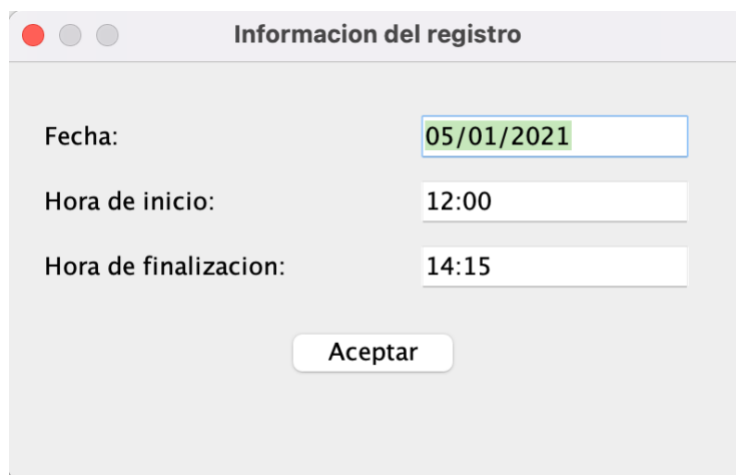 Informacion del registro
Fecha: 05/01/2021
Hora de inicio: 12:00
Hora de finalizacion: 14:15
Aceptar